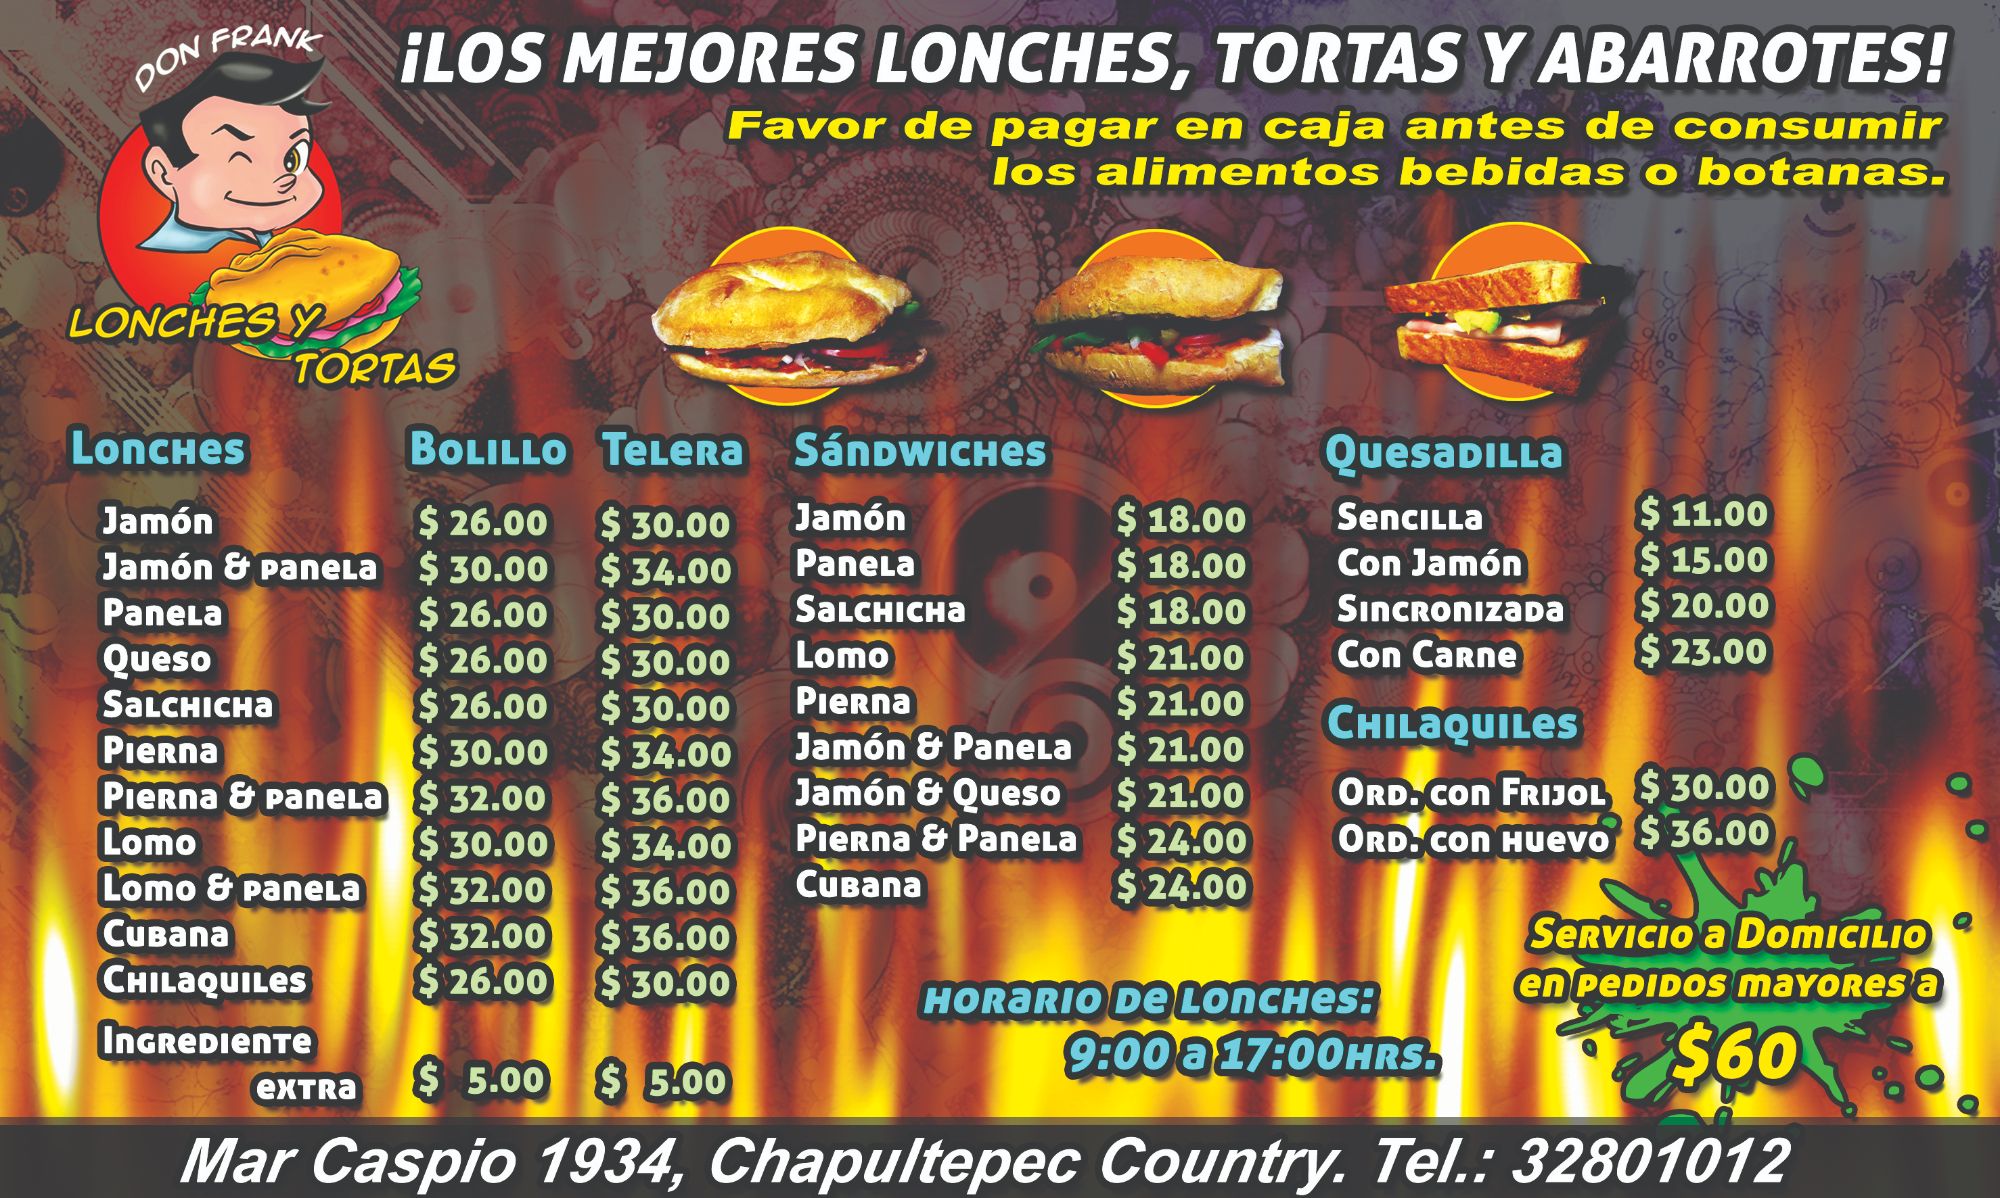 DON FRANK
LONCHES Y
TORTAS
¡LOS MEJORES LONCHES, TORTAS Y ABARROTES!
Favor de pagar en caja antes de consumir
los alimentos bebidas o botanas.
Lonches Bolillo Telera
Jamón $ 26.00 $ 30.00
Jamón & panela $ 30.00 $ 34.00
Panela $ 26.00 $ 30.00
Queso $ 26.00 $ 30.00
Salchicha $ 26.00 $ 30.00
Pierna $ 30.00 $ 34.00
Pierna & panela $ 32.00 $ 36.00
Lomo $ 30.00 $ 34.00
Lomo & panela $ 32.00 $ 36.00
Cubana $ 32.00 $ 36.00
Chilaquiles $ 26.00 $ 30.00
Ingrediente
extra $ 5.00 $ 5.00
Sándwiches
Jamón $ 18.00
Panela $ 18.00
Salchicha $ 18.00
Lomo $ 21.00
Pierna $ 21.00
Jamón & Panela $ 21.00
Jamón & Queso $ 21.00
Pierna & Panela $ 24.00
Cubana $ 24.00
Quesadilla
Sencilla $ 11.00
Con Jamón $ 15.00
Sincronizada $ 20.00
Con Carne $ 23.00
Chilaquiles
Ord. con Frijol $ 30.00
Ord. con huevo $ 36.00
Horario de lonches:
9:00 a 17:00hrs.
Servicio a Domicilio
en pedidos mayores a
$60
Mar Caspio 1934, Chapultepec Country. Tel.: 32801012